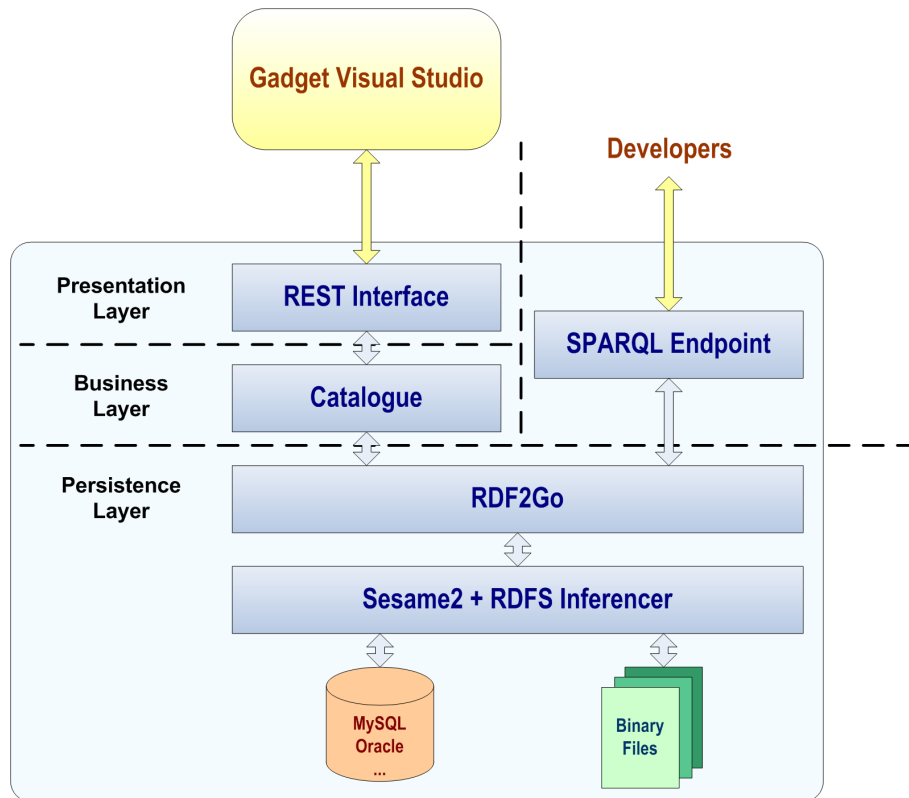 Gadget Visual Studio
Developers
Presentation
Layer
REST Interface
SPARQL Endpoint
Business
Layer
Catalogue
Persistence
Layer
RDF2Go
Sesame2 + RDFS Inferencer
MySQL
Oracle
...
Binary
Files